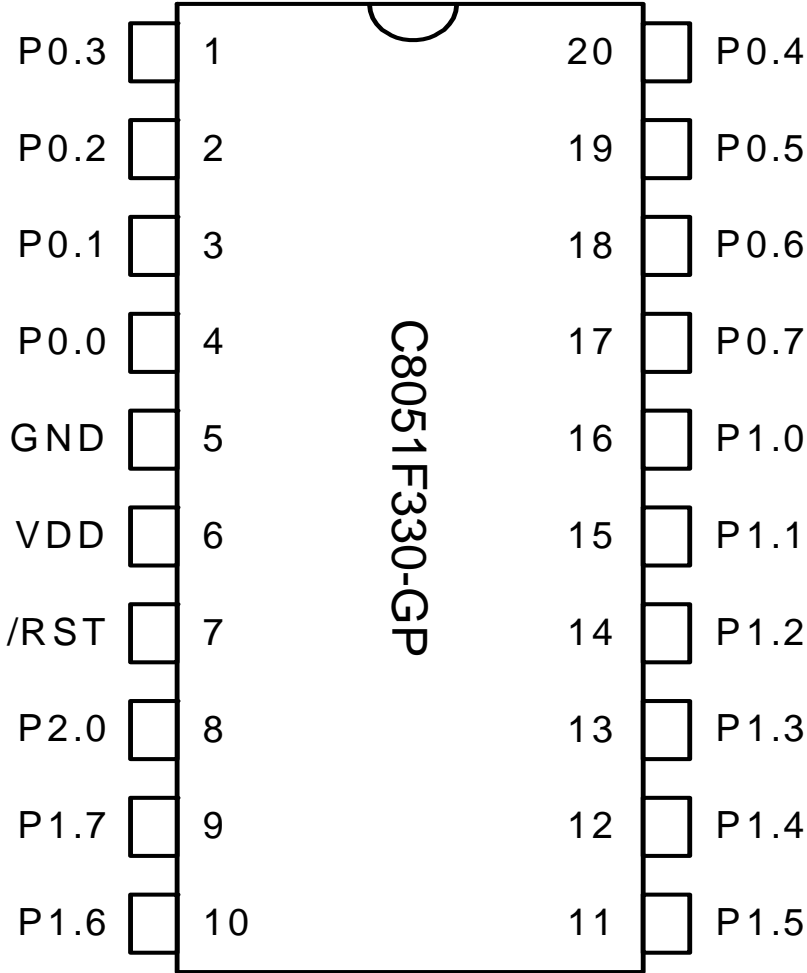 P0.3 1 20 P0.4
P0.2 2 19 P0.5
P0.1 3 18 P0.6
P0.0 4 17 P0.7
GND 5 16 P1.0
VDD 6 15 P1.1
/RST 7 14 P1.2
P2.0 8 13 P1.3
P1.7 9 12 P1.4
P1.6 10 11 P1.5
C8051F330-GP